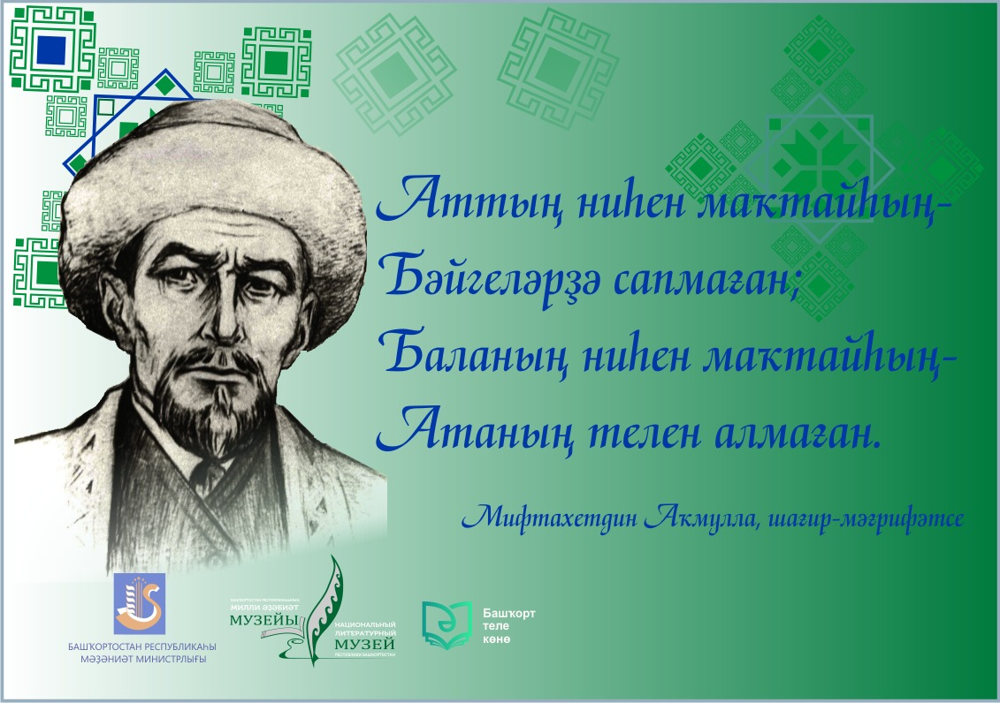 Аттың ниһен маҡтайһың-
Бәйгеләрҙә сапмаған;
Баланың ниһен маҡтайһың-
Атаның телен алмаған.
Мифтахетдин Аҡмулла, шағир-мәғрифәтсе
БАШҠОРТОСТАН РЕСПУБЛИКАҺЫ
МӘҘӘНИӘТ МИНИСТРЛЫҒЫ
БАШҠОРТОСТАН РЕСПУБЛИКАҺЫНЫҢ
МИЛЛИ ӘҘӘБИӘТ
МУЗЕЙЫ
НАЦИОНАЛЬНЫЙ
ЛИТЕРАТУРНЫЙ
МУЗЕЙ
РЕСПУБЛИКИ БАШКОРТОСТАН
Ә
Башҡорт
теле
көнө